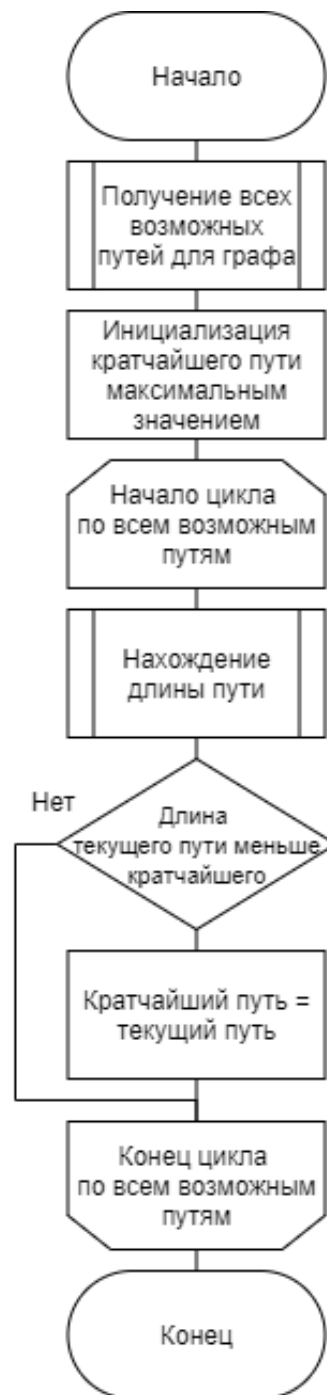 Начало
Получение всех
возможных
путей для графа
Инициализация
кратчайшего пути
максимальным
значением
Начало цикла
по всем возможным
путям
Нахождение
длины пути
Нет
Длина
текущего пути меньше
кратчайшего
Кратчайший путь =
текущий путь
Конец цикла
по всем возможным
путям
Конец